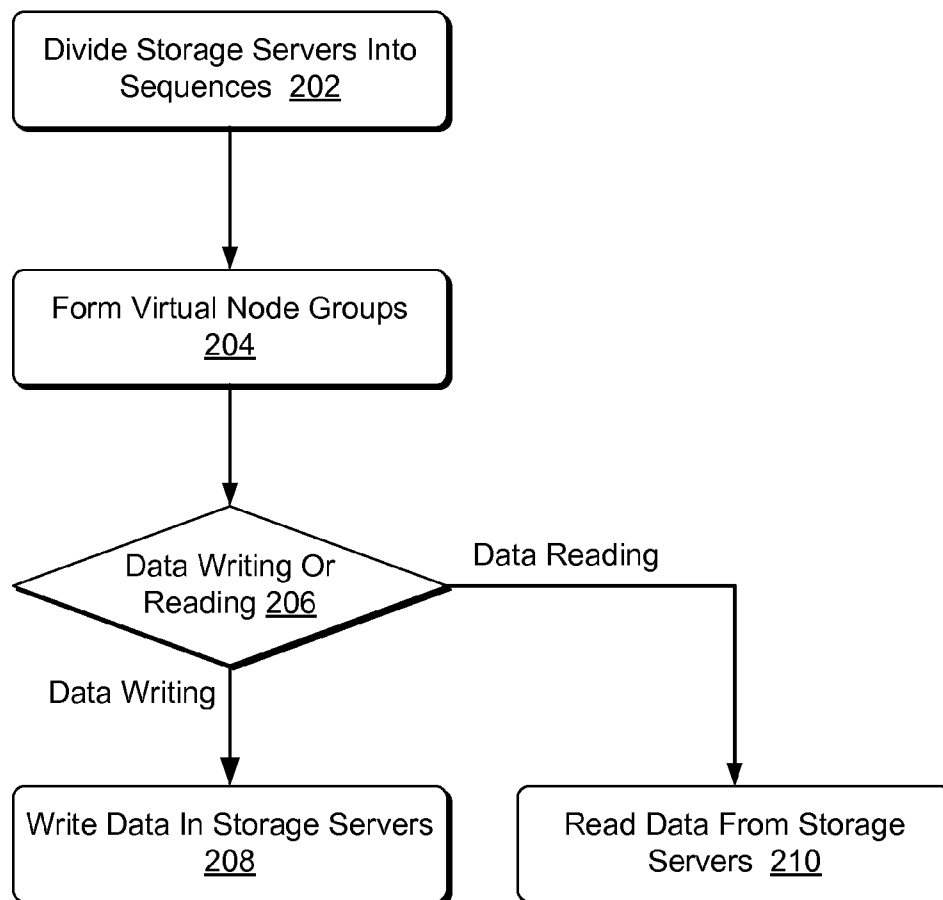 Divide Storage Servers Into
Sequences 202
Form Virtual Node Groups
204
Data Writing Or
Reading 206
Data Reading
Data Writing
Write Data In Storage Servers
208
Read Data From Storage
Servers 210